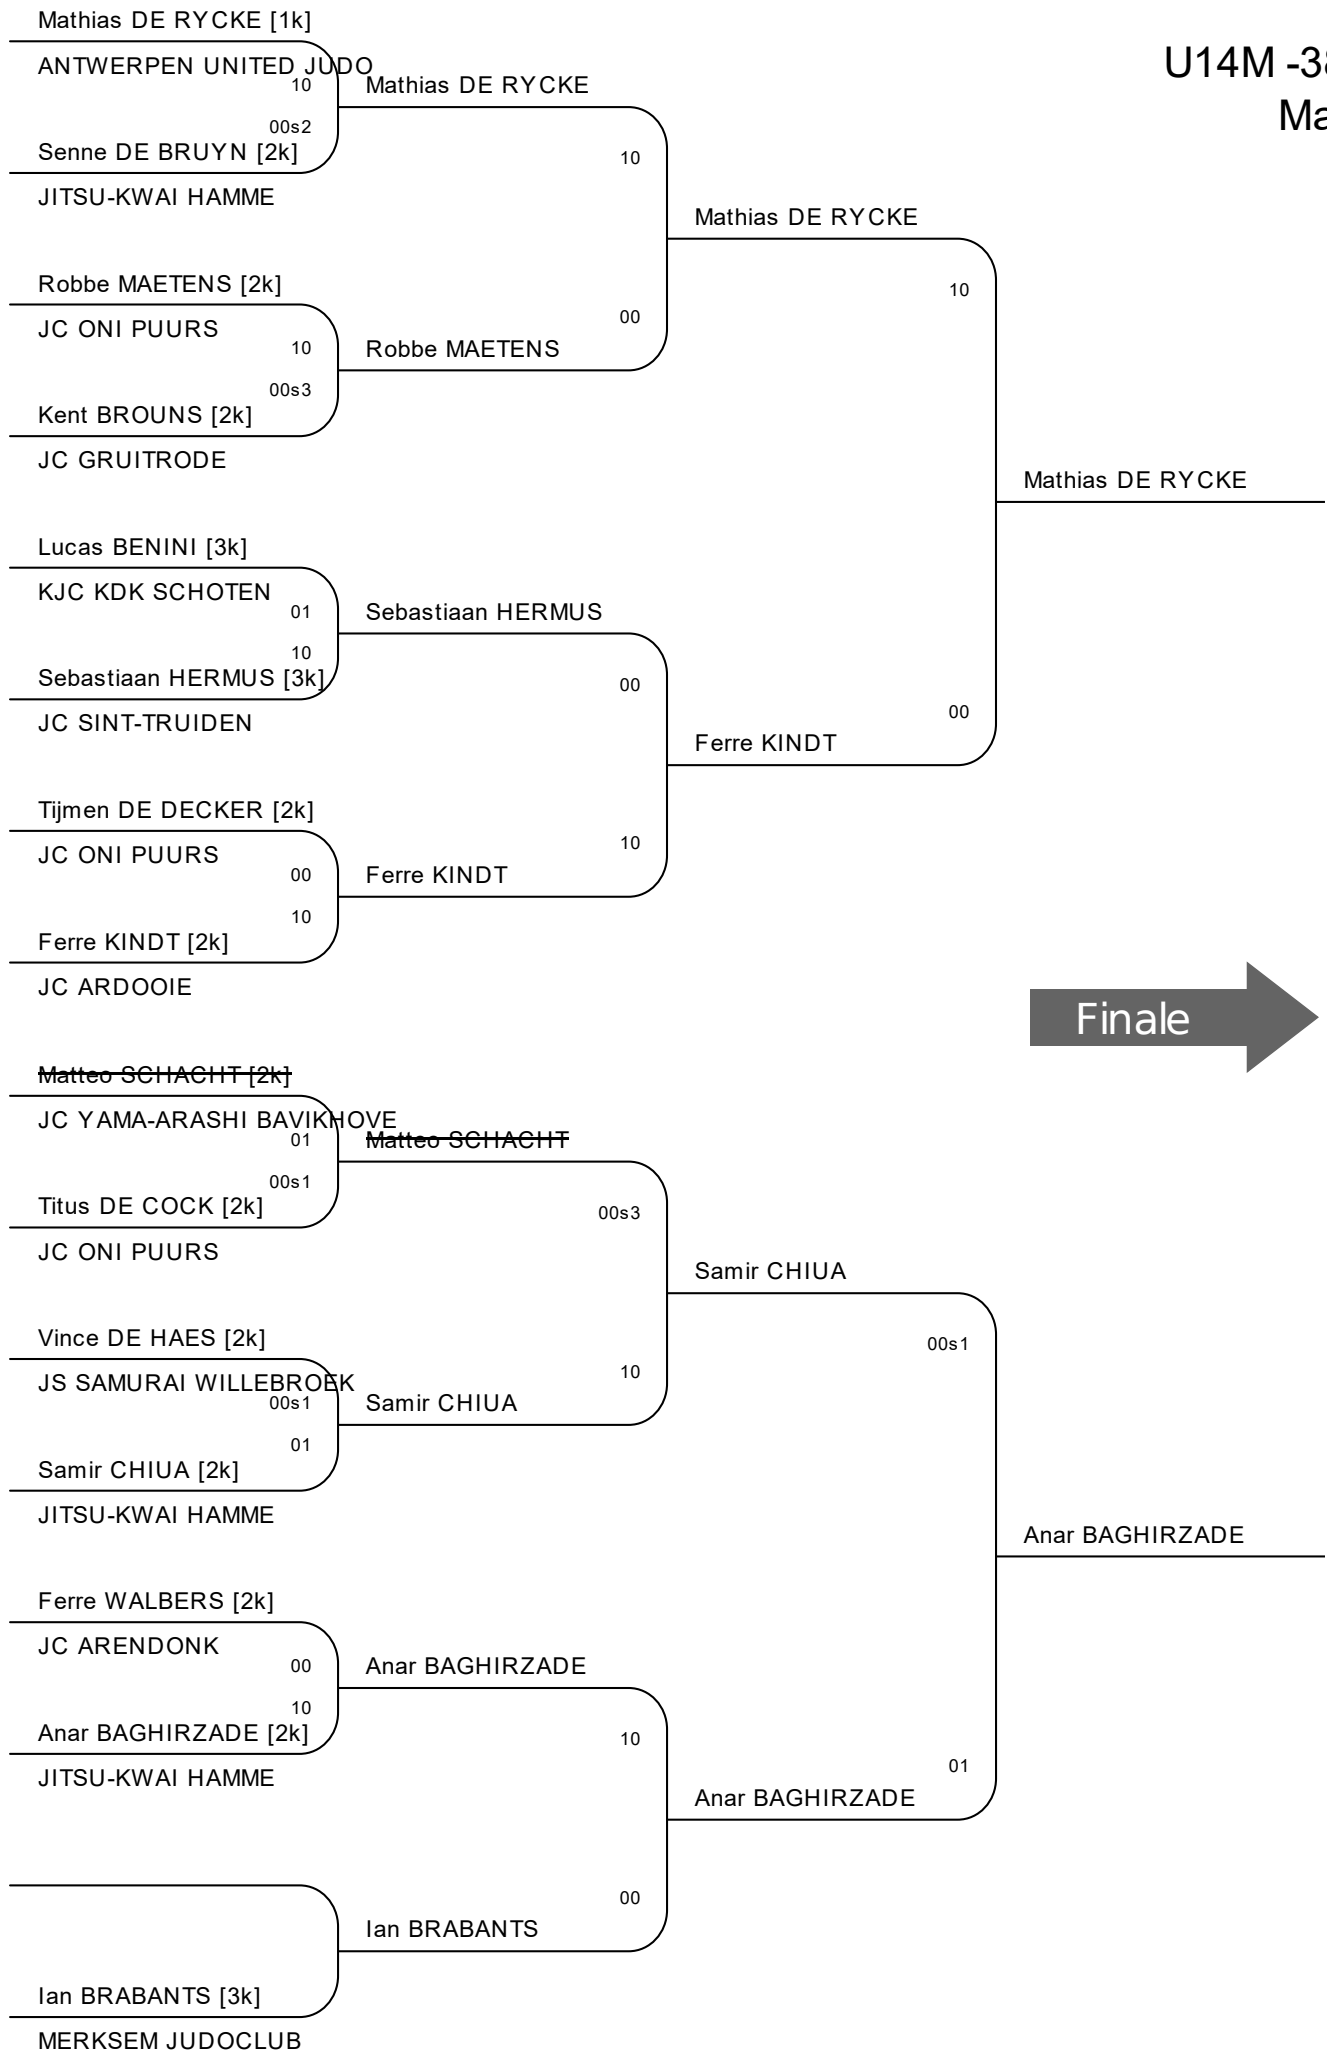 Mathias DE RYCKE [1k]
U14M -38
ANTWERPEN UNITED JUDO
10
Mathias DE RYCKE
Ma
00s2
Senne DE BRUYN [2k]
10
JITSU-KWAI HAMME
Mathias DE RYCKE
Robbe MAETENS [2k]
10
JC ONI PUURS
00
10
Robbe MAETENS
00s3
Kent BROUNS [2k]
JC GRUITRODE
Mathias DE RYCKE
Lucas BENINI [3k]
KJC KDK SCHOTEN
01
Sebastiaan HERMUS
10
Sebastiaan HERMUS [3k]
00
JC SINT-TRUIDEN
00
Ferre KINDT
Tijmen DE DECKER [2k]
JC ONI PUURS
10
00
Ferre KINDT
10
Ferre KINDT [2k]
JC ARDOOIE
Finale
Matteo SCHACHT [2k]
JC YAMA-ARASHI BAVIKHOVE
01
Matteo SCHACHT
00s1
Titus DE COCK [2k]
00s3
JC ONI PUURS
Samir CHIUA
Vince DE HAES [2k]
00s1
JS SAMURAI WILLEBROEK
10
00s1
Samir CHIUA
01
Samir CHIUA [2k]
JITSU-KWAI HAMME
Anar BAGHIRZADE
Ferre WALBERS [2k]
JC ARENDONK
00
Anar BAGHIRZADE
10
Anar BAGHIRZADE [2k]
10
JITSU-KWAI HAMME
01
Anar BAGHIRZADE
00
Ian BRABANTS
Ian BRABANTS [3k]
MERKSEM JUDOCLUB